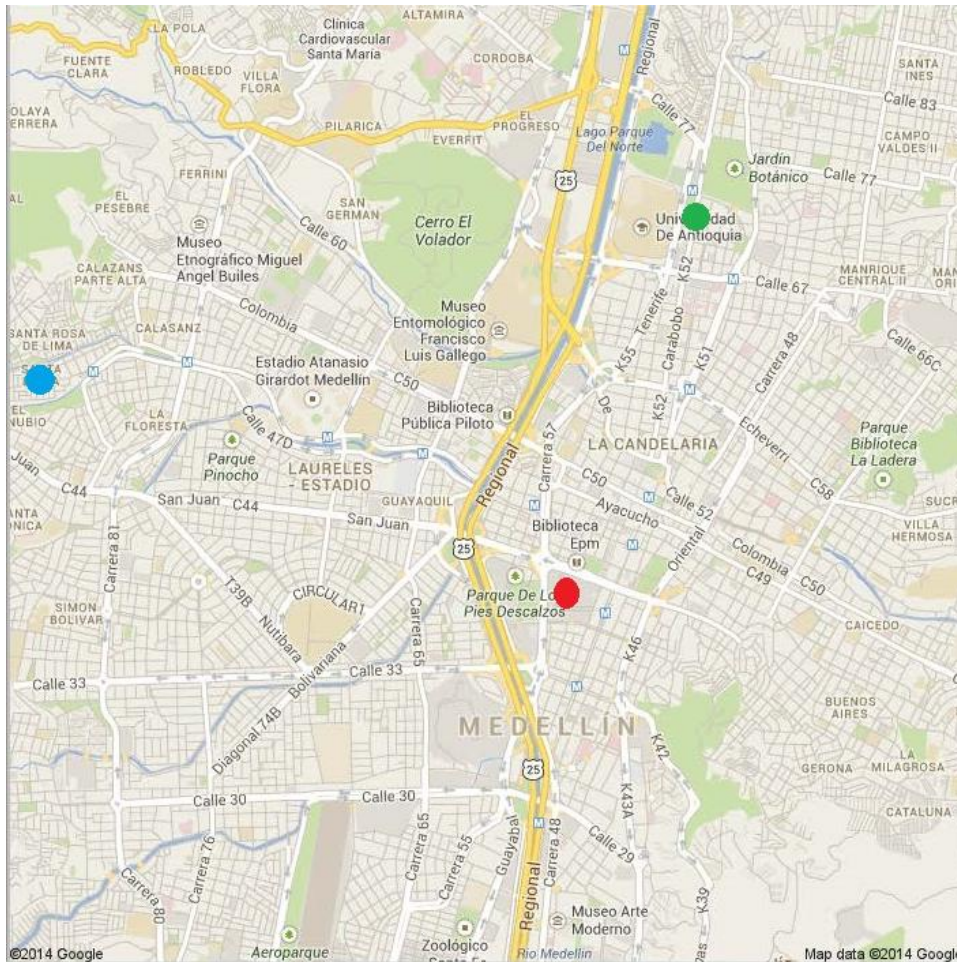 ALTAMIRA
LA POLA
Clínica
Cardiovascular
Santa Maria
FUENTE
CLARA
ROBLEDO
VILLA
FLORA
CORDOBA
Regional
SANTA
INES
Calle 83
Calle 77
EL
PROGRESO
PILARICA
EVERFIT
Lago Parque
Del Norte
OLAYA
CAMPO
VALDES II
FERRINI
Jardín
Botánico
Calle 77
25
EL
PESEBRE
SAN
GERMAN
Cerro El
Volador
Calle 60
Museo
Etnográfico Miguel
Angel Builes
De Antioquia
K52
CALAZANS
PARTE ALTA
MANRIQUE
CENTRAL II
Calle 67
Tenerife
Colombia
Museo
Entomológico
Francisco
Luis Gallego
SANTA ROSA
DE LIMA
CALASANZ
Carabobo
K55
K51
Carrera 48
Calle 66C
Estadio Atanasio
Girardot Medellín
C50
De
K52
LA
FLORESTA
Calle 47D
Biblioteca
Pública Piloto
Carrera 57
LA CANDELARIA
Echeverri
Parque
Biblioteca
La Ladera
Parque
Pinocho
LAURELES
- ESTADIO
Regional
C50
Calle 52
C58
Juan
C44
San Juan
C44
GUAYAQUIL
San Juan
Ayacucho
Biblioteca
Epm
VILLA
HERMOSA
Carrera 81
25
Oriental
Colombia
C49
C50
T39B
CIRCULAR1
Parque De
Pies Descalzos
SIMON
BOLIVAR
Nutibara
Bolivariana
Carrera 65
K46
CAICEDO
Calle 33
Calle 33
Diagonal 74B
MEDELLÍN
K42
BUENOS
AIRES
LA
MILAGROSA
GERONA
25
Calle 30
Calle 30
K43A
CATALUNA
Carrera 76
Carrera 65
Carrera 55
Guayabal
Carrera 48
Calle 29
Carrera 80
Regional
K39
Museo Arte
Moderno
Aeroparque
Zoológico
Rio Medellin
©2014 Google
Map data ©2014 Google